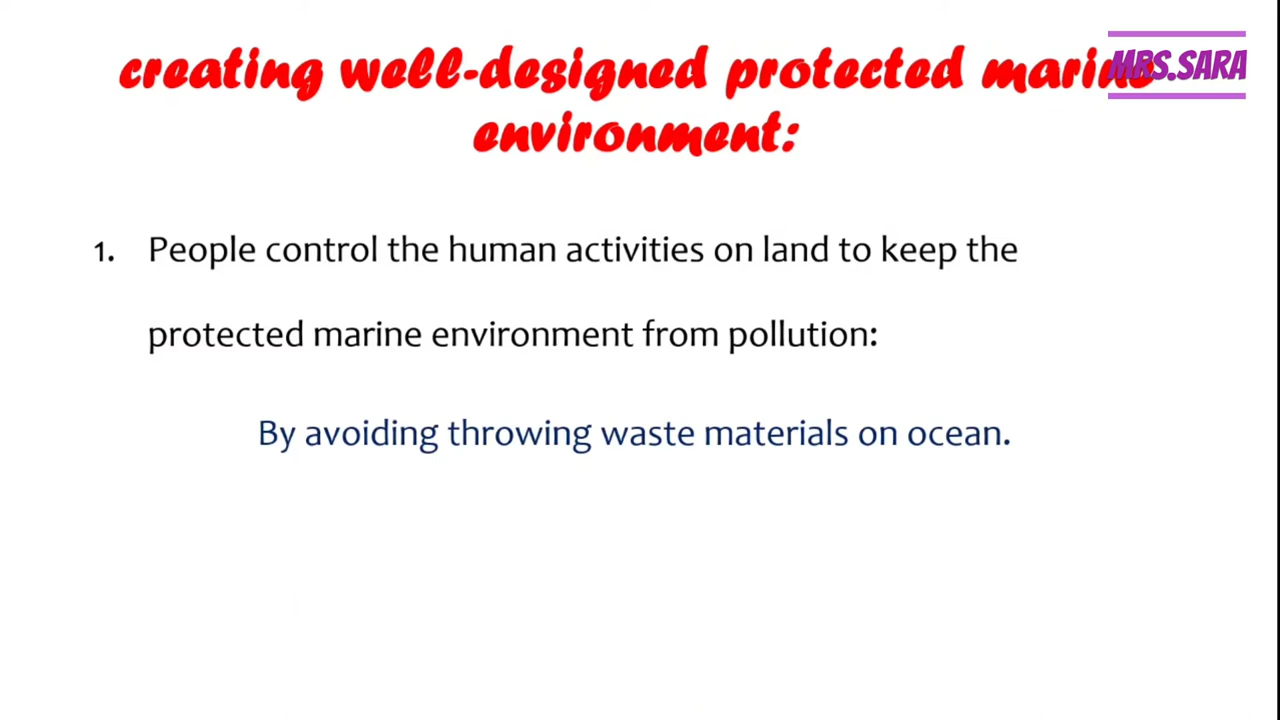 creating well-designed protected marine
MRS.SARA
environment:
1. People control the human activities on land to keep the
protected marine environment from pollution:
By avoiding throwing waste materials on ocean.